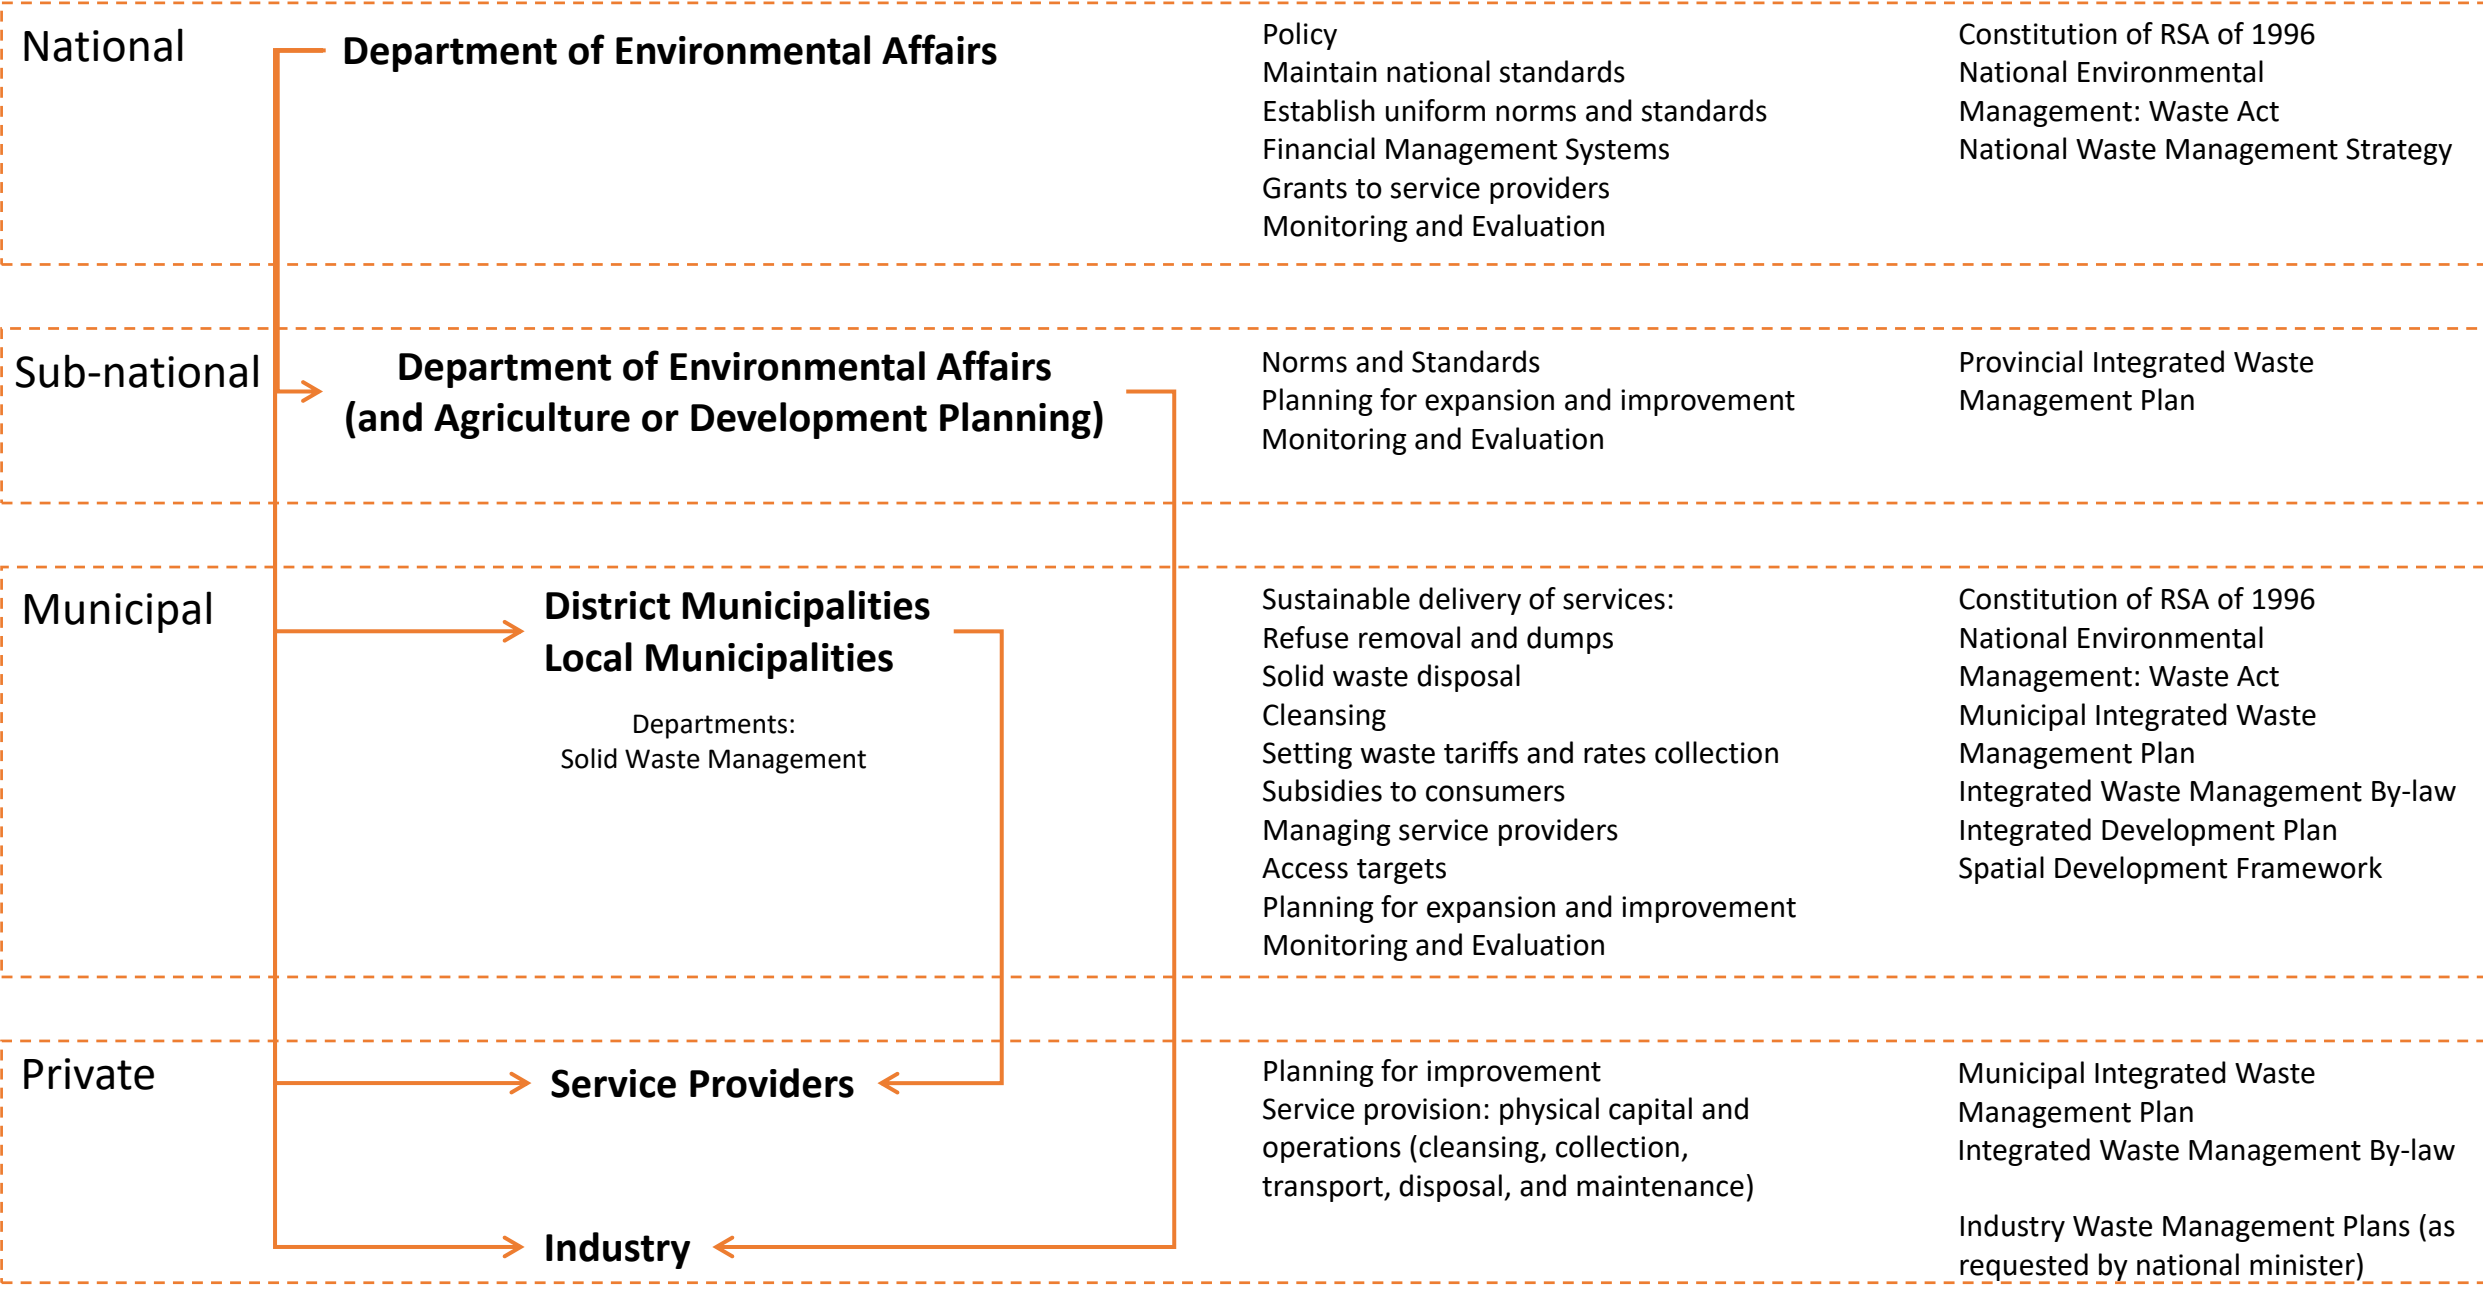 National
Department of Environmental Affairs
Policy
Maintain national standards
Establish uniform norms and standards
Financial Management Systems
Grants to service providers
Monitoring and Evaluation
Constitution of RSA of 1996
National Environmental
Management: Waste Act
National Waste Management Strategy
Sub-national
Department of Environmental Affairs
(and Agriculture or Development Planning)
Norms and Standards
Planning for expansion and improvement
Monitoring and Evaluation
Provincial Integrated Waste
Management Plan
Municipal
District Municipalities
Local Municipalities
Departments:
Solid Waste Management
Sustainable delivery of services:
Refuse removal and dumps
Solid waste disposal
Cleansing
Setting waste tariffs and rates collection
Subsidies to consumers
Managing service providers
Access targets
Planning for expansion and improvement
Monitoring and Evaluation
Constitution of RSA of 1996
National Environmental
Management: Waste Act
Municipal Integrated Waste
Management Plan
Integrated Waste Management By-law
Integrated Development Plan
Spatial Development Framework
Private
Service Providers
Industry
Planning for improvement
Service provision: physical capital and
operations (cleansing, collection,
transport, disposal, and maintenance)
Municipal Integrated Waste
Management Plan
Integrated Waste Management By-law
Industry Waste Management Plans (as
requested by national minister)